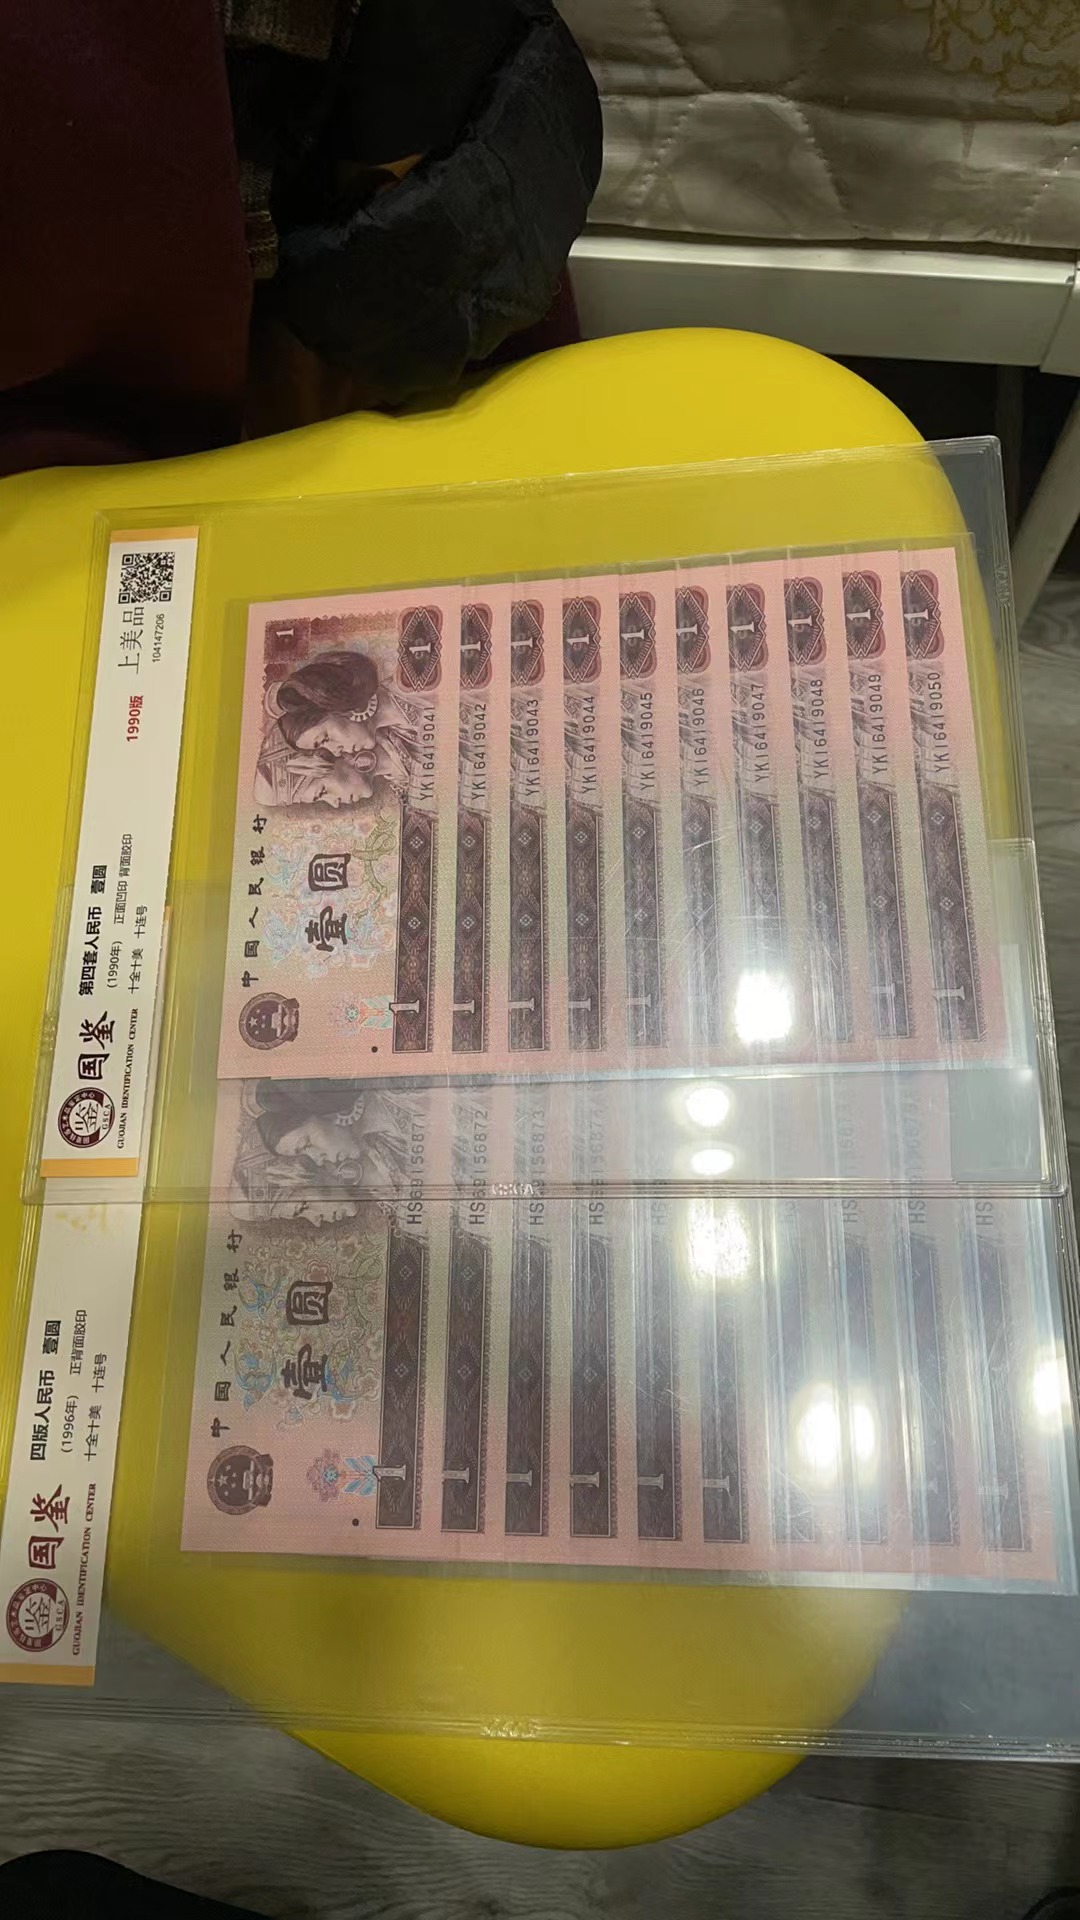 国鉴
GUOJIAN IDENTIFICATION CENTER
GSCA
第四套人民币 壹圆
(1990年) 正面凹印 背面胶印
十全十美 十连号
1990版
上美品
104147206
中国人民银行
壹圆
1
YK16419041
YK16419042
YK16419043
YK16419044
YK16419045
YK16419046
YK16419047
YK16419048
YK16419049
YK16419050
国鉴
GUOJIAN IDENTIFICATION CENTER
GSCA
四版人民币 壹圆
(1996年) 正背面胶印
十全十美 十连号
中国人民银行
壹圆
1
HS69156871
HS69156872
HS69156873